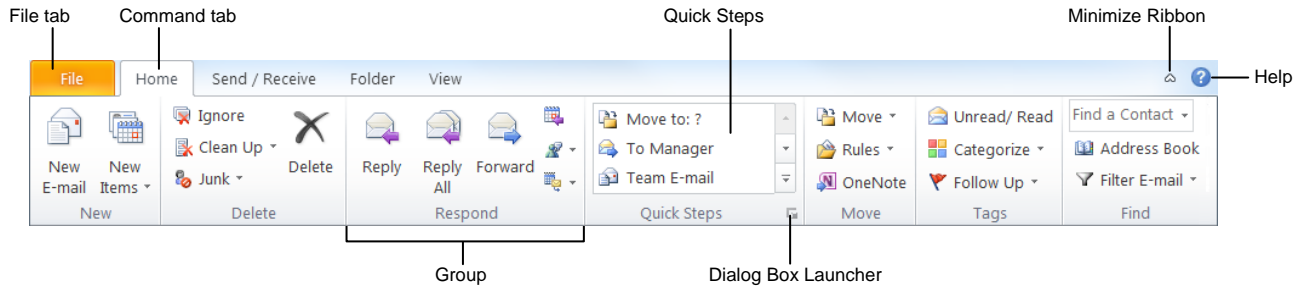 File tab
Command tab
Quick Steps
Minimize Ribbon
File
Home
Send / Receive
Folder
View
Help
New
E-mail
New
Items
New
Ignore
Clean Up
Junk
Delete
Delete
Reply
Reply
All
Forward
Respond
Move to: ?
To Manager
Team E-mail
Quick Steps
Move
Rules
OneNote
Move
Unread/ Read
Categorize
Follow Up
Tags
Find a Contact
Address Book
Filter E-mail
Find
Group
Dialog Box Launcher